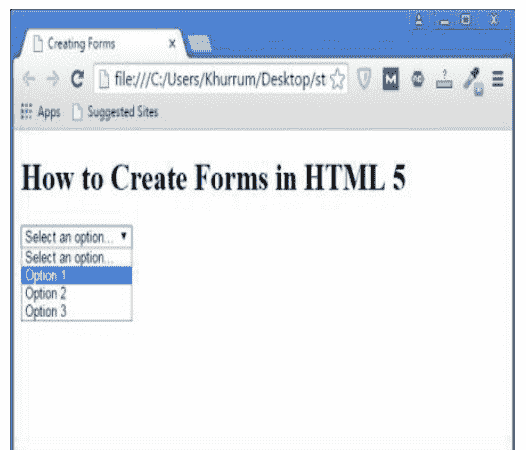 Creating Forms
file:///C:/Users/Khurrum/Desktop/st
Apps Suggested Sites
How to Create Forms in HTML 5
Select an option...
Select an option...
Option 1
Option 2
Option 3